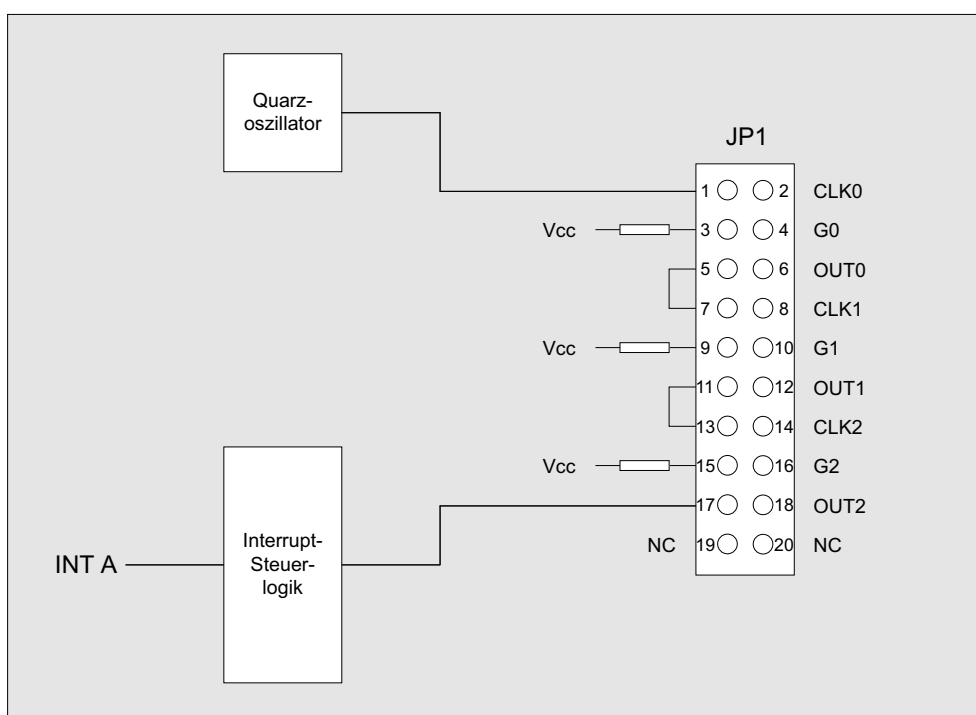 Quarz-
oszillator
JP1
1 2 CLK0
Vcc 3 4 G0
5 6 OUT0
7 8 CLK1
Vcc 9 10 G1
11 12 OUT1
13 14 CLK2
Vcc 15 16 G2
17 18 OUT2
NC 19 20 NC
Interrupt-
Steuer-
logik
INT A